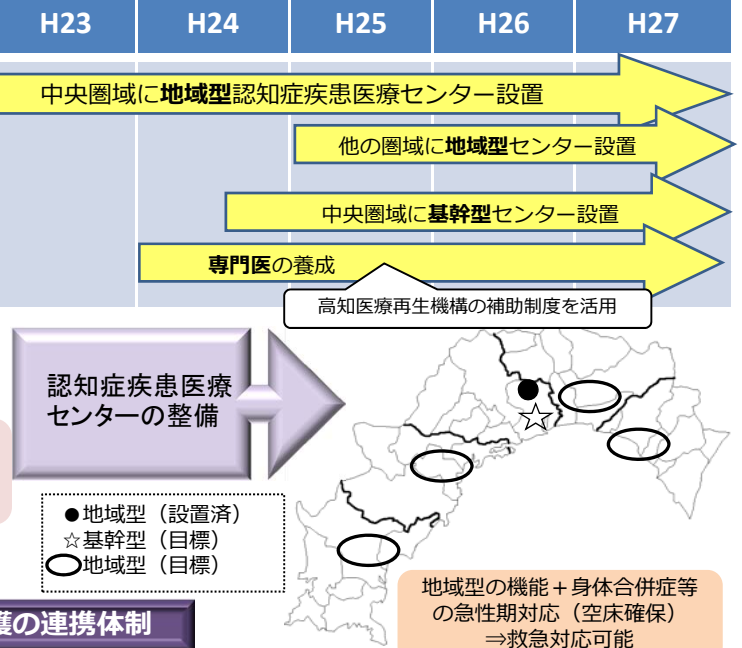 H23 H24 H25 H26 H27
中央圏域に地域型認知症疾患医療センター設置
他の圏域に地域型センター設置
中央圏域に基幹型センター設置
専門医の養成
高知医療再生機構の補助制度を活用
認知症疾患医療
センターの整備
●地域型（設置済）
☆基幹型（目標）
地域型（目標）
地域型の機能＋身体合併症等
の急性期対応（空床確保）
⇒救急対応可能
護の連携体制